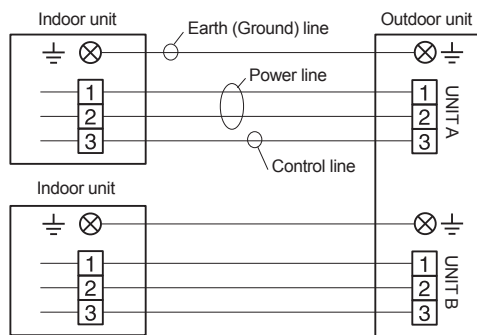 Indoor unit
Outdoor unit
Earth (Ground) line
Power line
1
1
2
2
3
3
UNIT A
Control line
Indoor unit
1
1
2
2
3
3
UNIT B